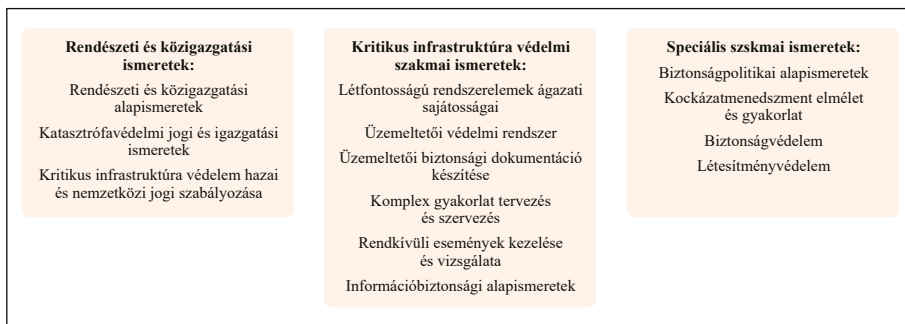 Rendészeti és közigazgatási
ismeretek:
Rendészeti és közigazgatási
alapismeretek
Katasztrófavédelmi jogi és igazgatási
ismeretek
Kritikus infrastruktúra védelem hazai
és nemzetközi jogi szabályozása
Kritikus infrastruktúra védelmi
szakmai ismeretek:
Létfontosságú rendszerelemek ágazati
sajátosságai
Üzemeltetői védelmi rendszer
Üzemeltetői biztonsági dokumentáció
készítése
Komplex gyakorlat tervezés
és szervezés
Rendkívüli események kezelése
és vizsgálata
Információbiztonsági alapismeretek
Speciális szskmai ismeretek:
Biztonságpolitikai alapismeretek
Kockázatmenedszment elmélet
és gyakorlat
Biztonságvédelem
Létesítményvédelem